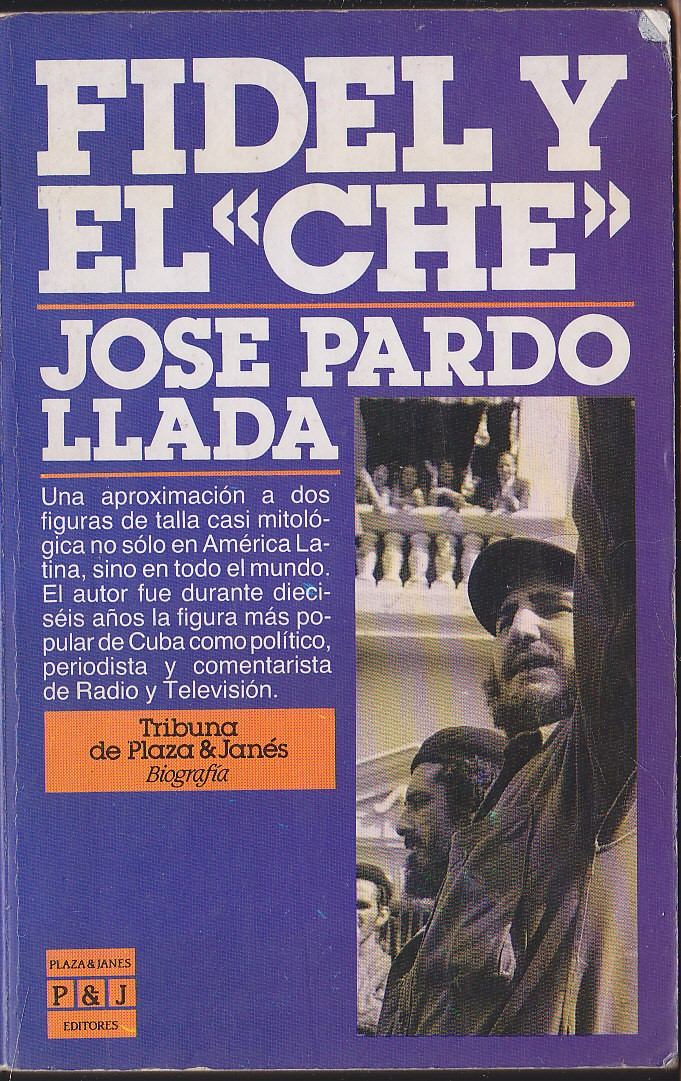 FIDEL Y
EL «CHE»
JOSE PARDO
LLADA
Una aproximación a dos
figuras de talla casi mitoló-
gica no sólo en América La-
tina, sino en todo el mundo.
El autor fue durante dieci-
séis años la figura más po-
pular de Cuba como político,
periodista y comentarista
de Radio y Televisión.
Tribuna
de Plaza & Janés
Biografía
PLAZA & JANES
P & J
EDITORES